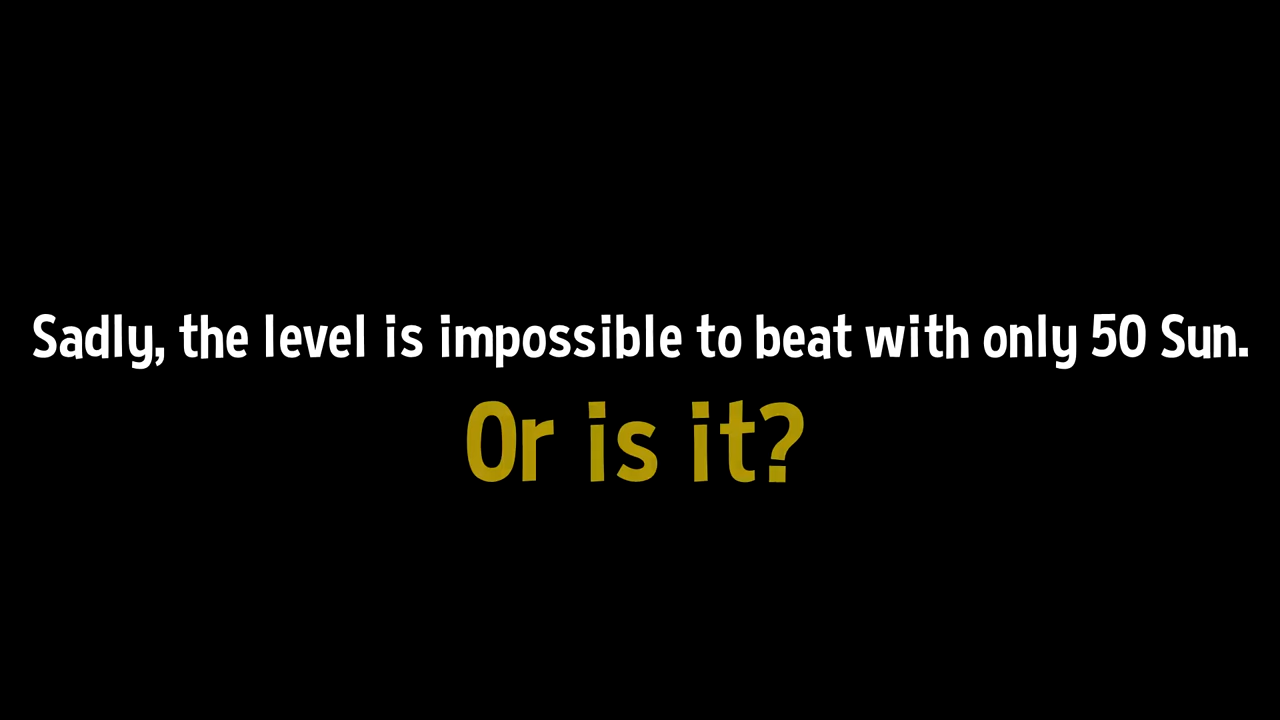 Sadly, the level is impossible to beat with only 50 Sun.
Or is it?